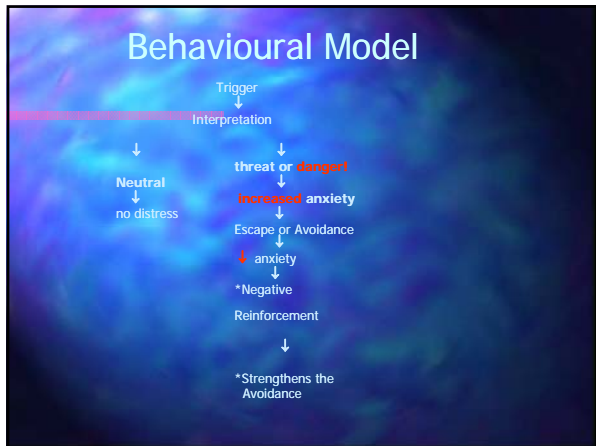 Behavioural Model
Trigger
↓
Interpretation
↓ ↓
threat or danger!
Neutral
↓ ↓
increased anxiety
no distress
↓
Escape or Avoidance
↓
↓ anxiety
↓
*Negative
Reinforcement
↓
*Strengthens the
Avoidance